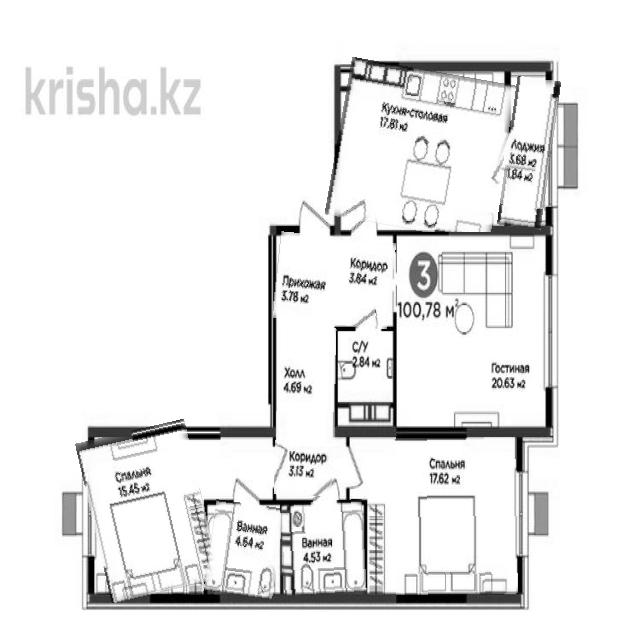 krisha.kz
Кухня-столовая
17.81 м2
Лоджия
3.68 м2
1.84 м2
Коридор
3.84 м2
3
100,78 м2
Прихожая
3.78 м2
С/У
2.84 м2
Холл
4.69 м2
Гостиная
20.63 м2
Коридор
3.13 м2
Спальня
15.45 м2
Спальня
17.62 м2
Ванная
4.64 м2
Ванная
4.53 м2